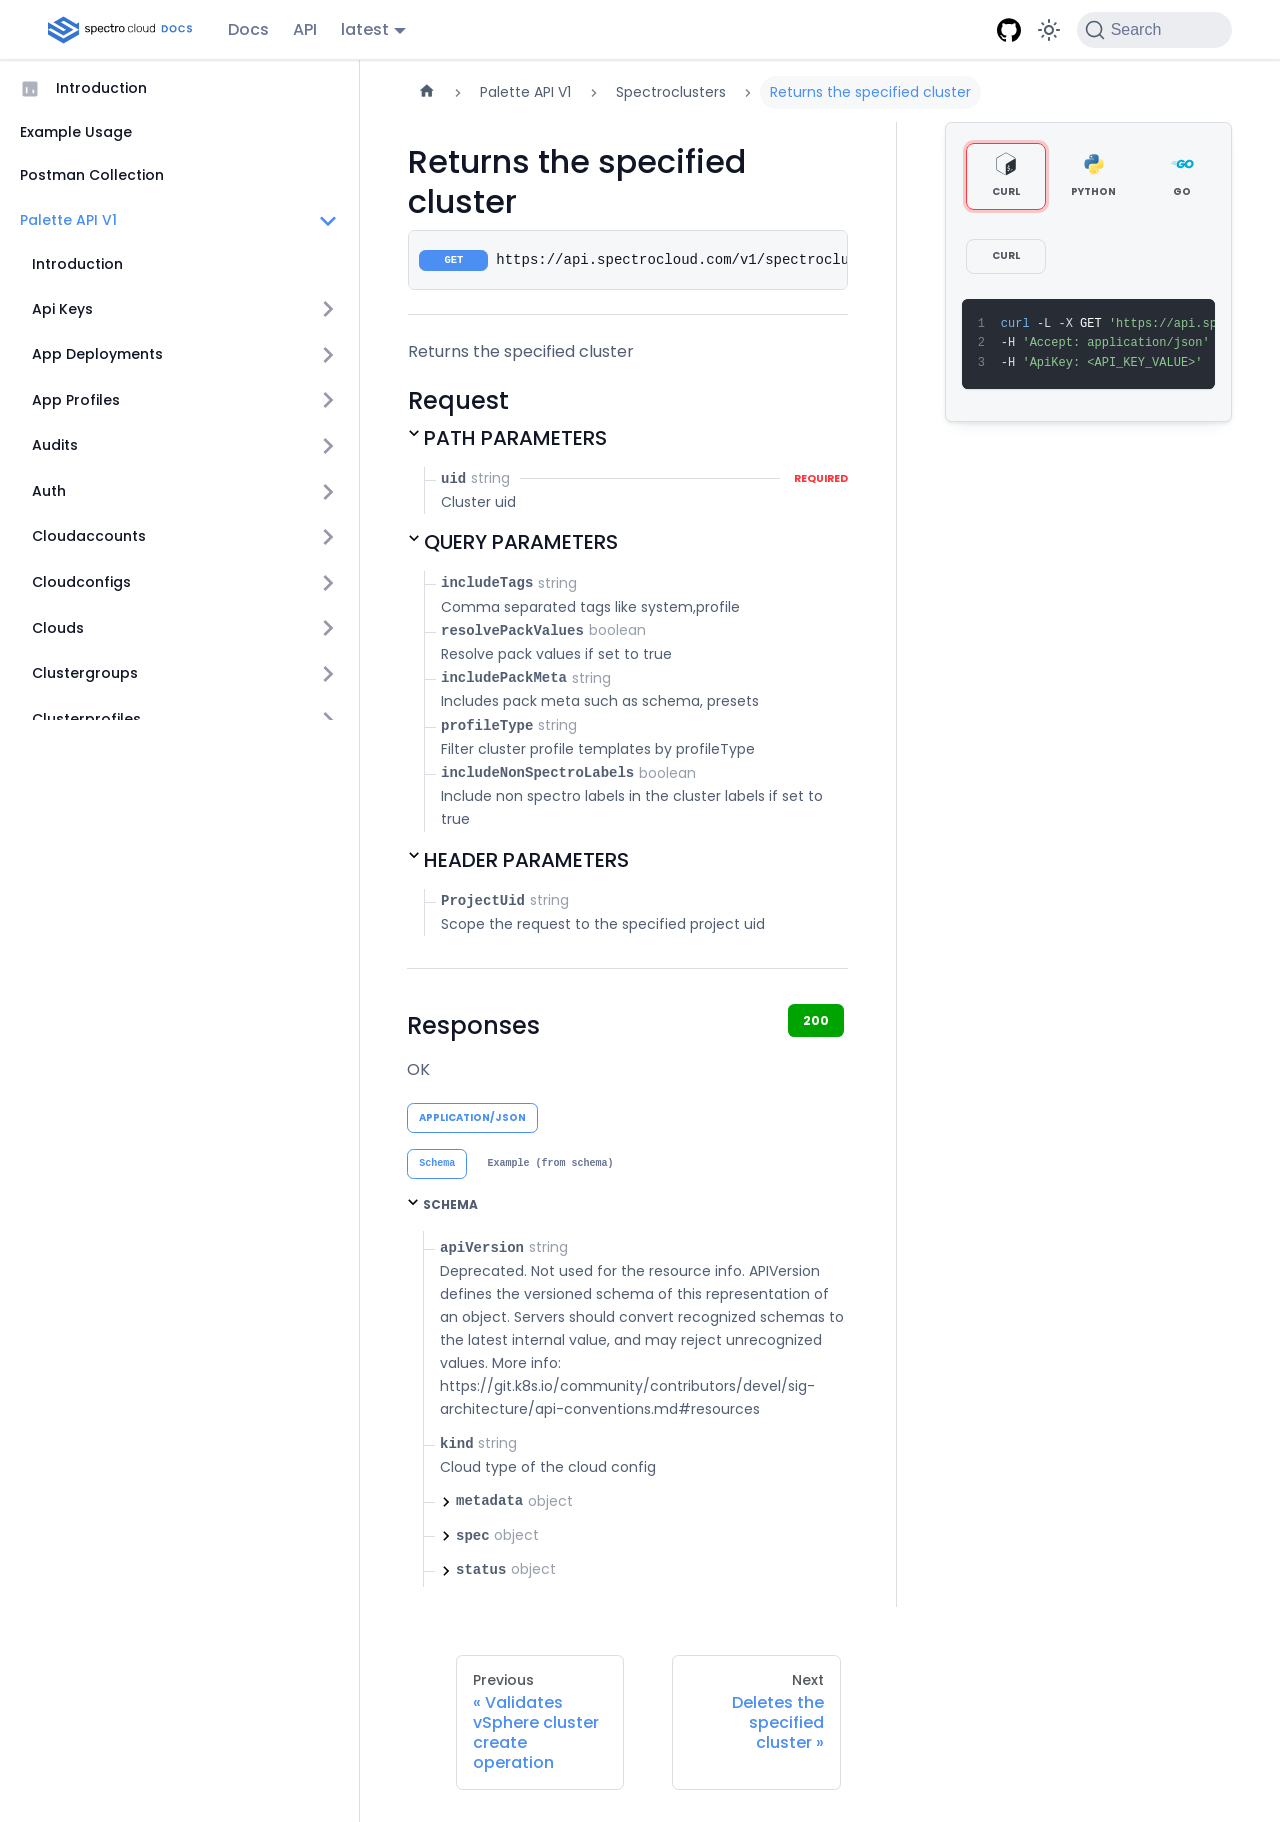 spectro cloud DOCS
Docs
API
latest
Search
Introduction
Example Usage
Postman Collection
Palette API V1
Introduction
Api Keys
App Deployments
App Profiles
Audits
Auth
Cloudaccounts
Cloudconfigs
Clouds
Clustergroups
Clusterprofiles
Palette API V1
Spectroclusters
Returns the specified cluster
Returns the specified
cluster
GET https://api.spectrocloud.com/v1/spectroclu
Returns the specified cluster
Request
PATH PARAMETERS
uid string REQUIRED
Cluster uid
QUERY PARAMETERS
includeTags string
Comma separated tags like system,profile
resolvePackValues boolean
Resolve pack values if set to true
includePackMeta string
Includes pack meta such as schema, presets
profileType string
Filter cluster profile templates by profileType
includeNonSpectroLabels boolean
Include non spectro labels in the cluster labels if set to
true
HEADER PARAMETERS
ProjectUid string
Scope the request to the specified project uid
Responses
200
OK
APPLICATION/JSON
Schema
Example (from schema)
SCHEMA
apiVersion string
Deprecated. Not used for the resource info. APIVersion
defines the versioned schema of this representation of
an object. Servers should convert recognized schemas to
the latest internal value, and may reject unrecognized
values. More info:
https://git.k8s.io/community/contributors/devel/sig-
architecture/api-conventions.md#resources
kind string
Cloud type of the cloud config
metadata object
spec object
status object
CURL
PYTHON
GO
GO
CURL
1 curl -L -X GET 'https://api.sp
2 -H 'Accept: application/json'
3 -H 'ApiKey: <API_KEY_VALUE>'
Previous
« Validates
vSphere cluster
create
operation
Next
Deletes the
specified
cluster »